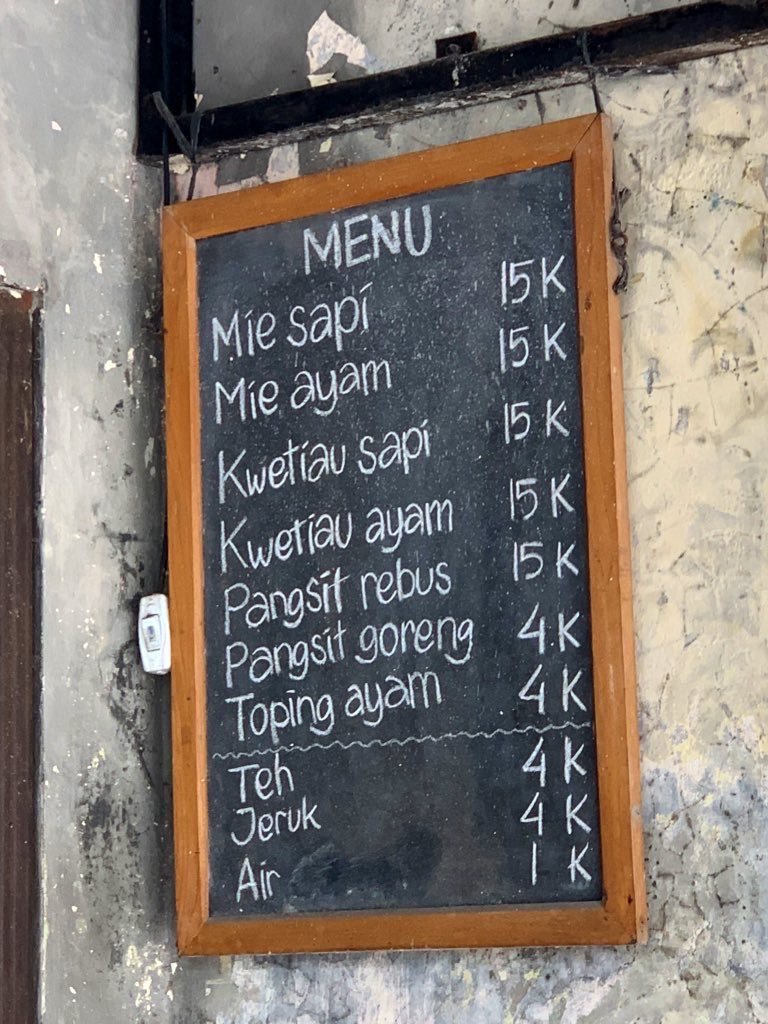 MENU
Mie sapi 15 K
Mie ayam 15 K
Kwetiau sapi 15 K
Kwetiau ayam 15 K
Pangsit rebus 15 K
Pangsit goreng 4 K
Toping ayam 4 K
Teh 4 K
Jeruk 4 K
Air 1 K